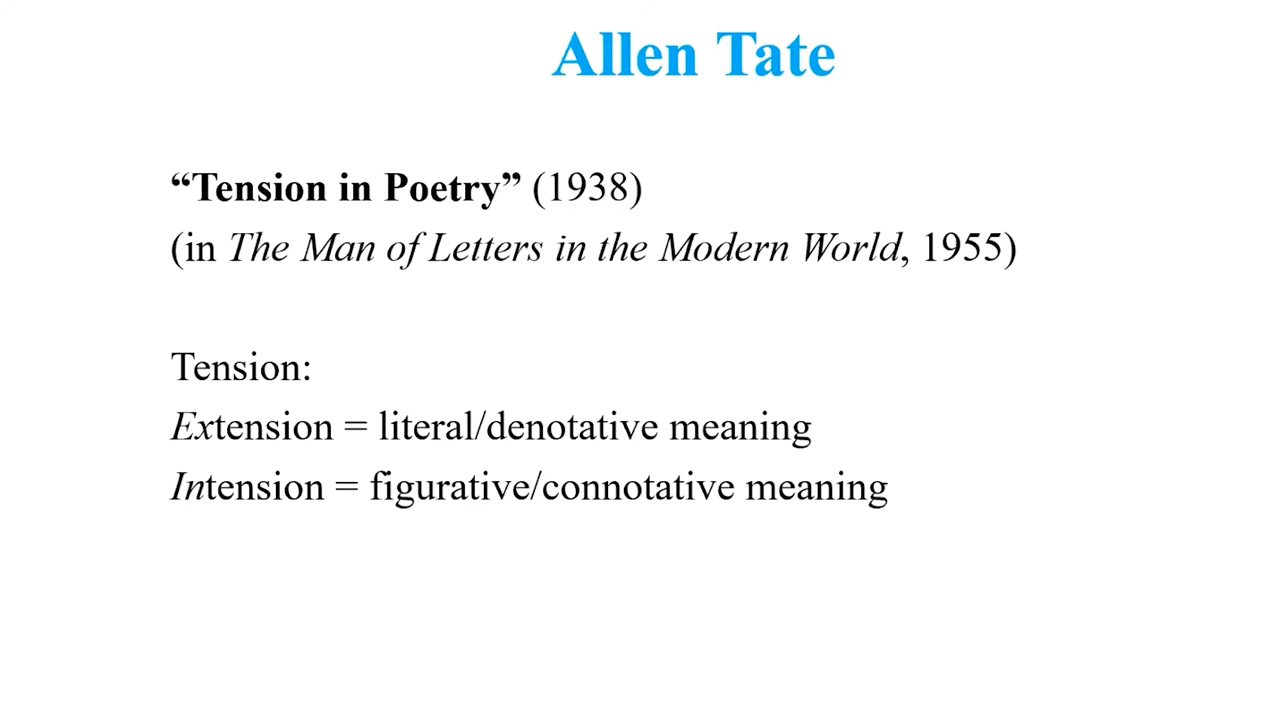 Allen Tate
“Tension in Poetry” (1938)
(in The Man of Letters in the Modern World, 1955)
Tension:
Extension = literal/denotative meaning
Intension = figurative/connotative meaning